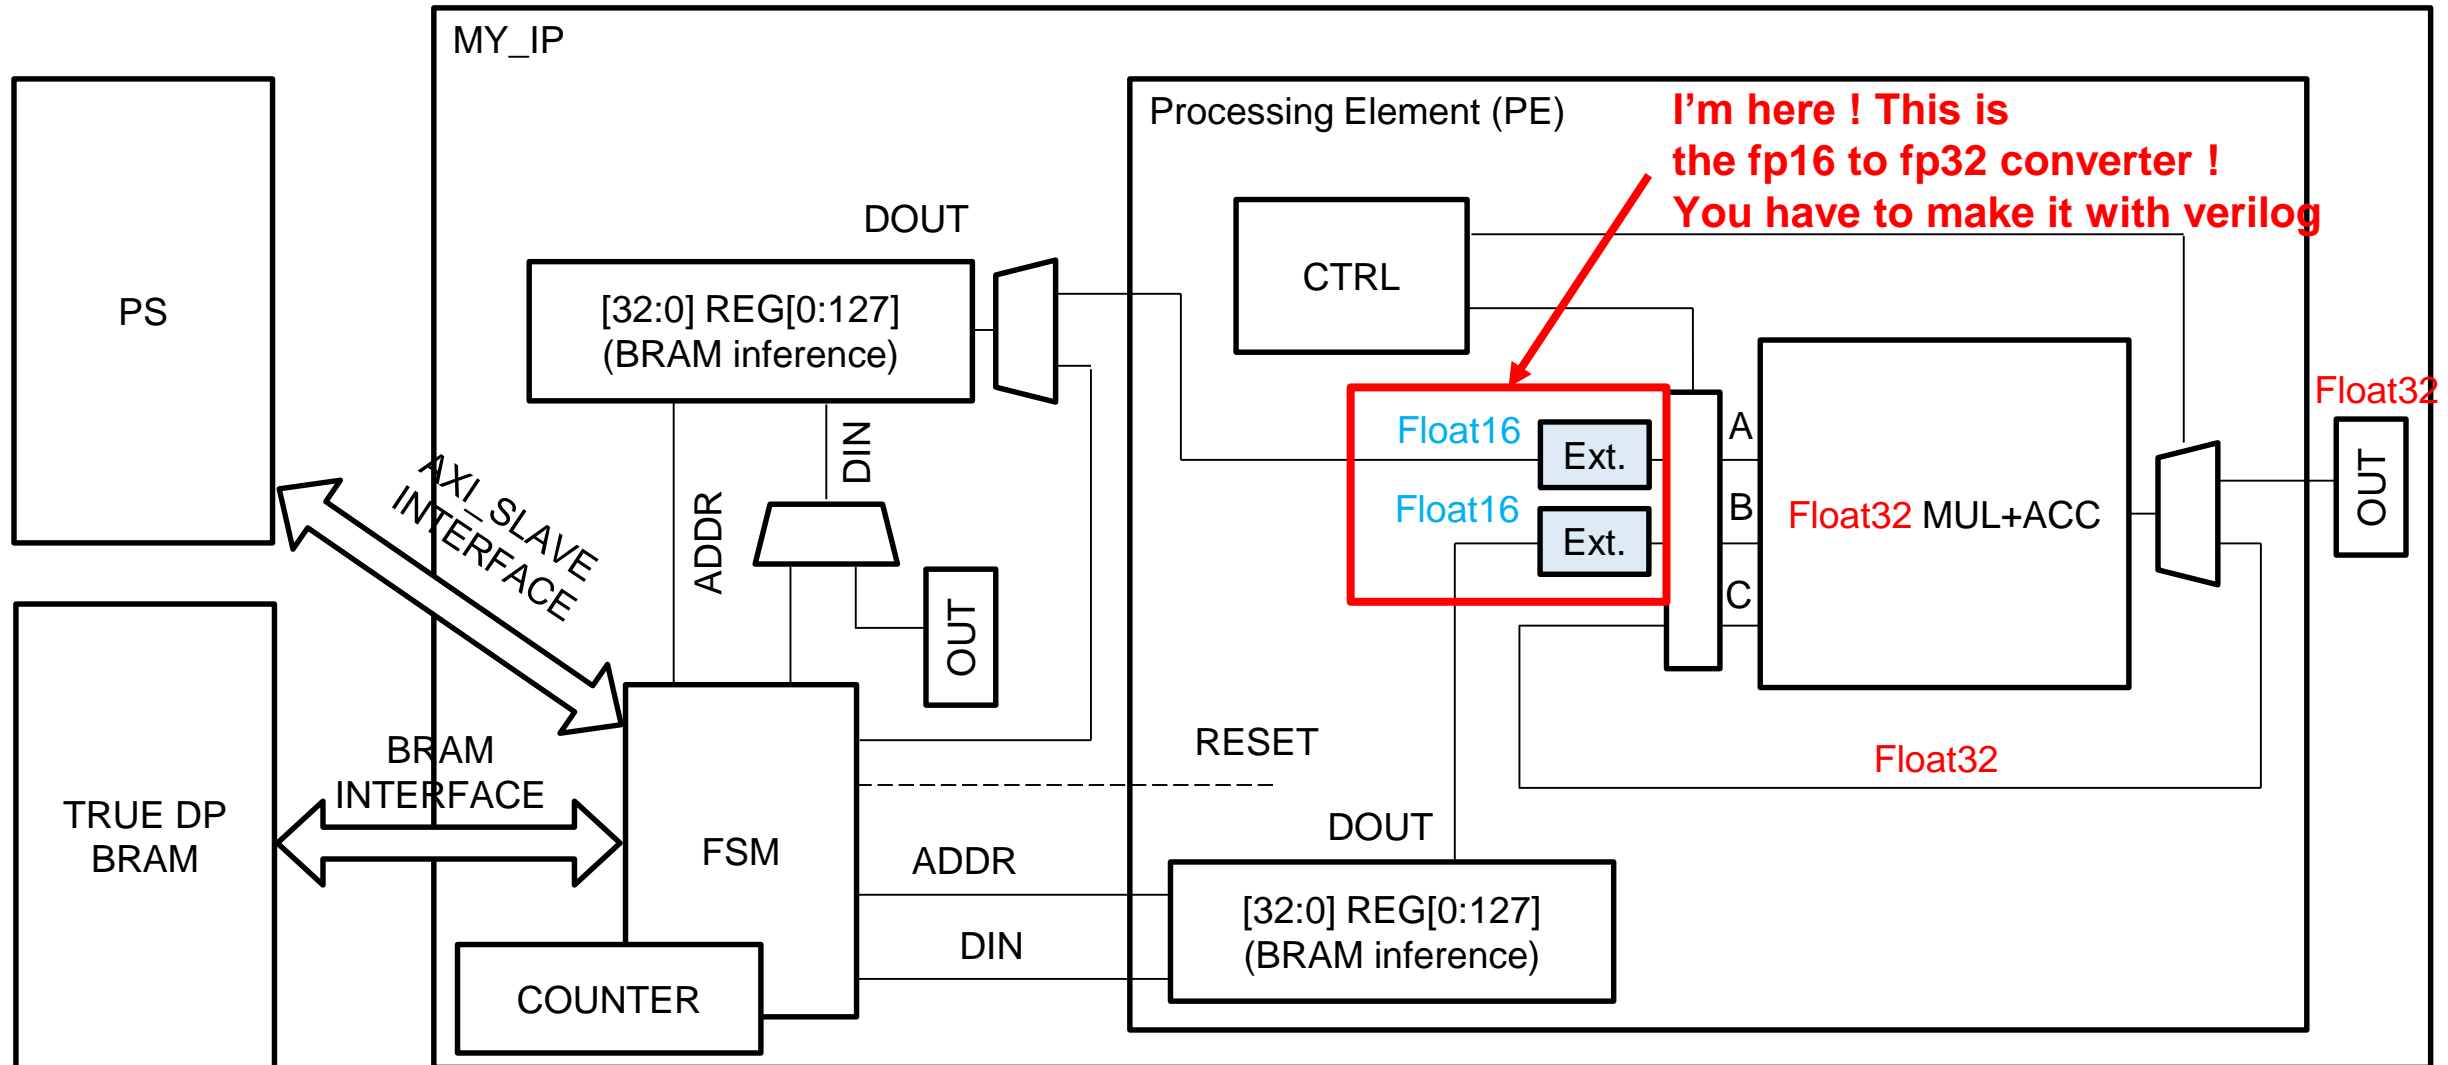 MY_IP
PS
TRUE DP
BRAM
AXI_SLAVE
INTERFACE
BRAM
INTERFACE
DOUT
[32:0] REG[0:127]
(BRAM inference)
ADDR
DIN
OUT
FSM
COUNTER
RESET
ADDR
DIN
Processing Element (PE)
I’m here ! This is
the fp16 to fp32 converter !
You have to make it with verilog
CTRL
Float16
Ext.
Float16
Ext.
A
B
C
Float32 MUL+ACC
Float32
OUT
Float32
DOUT
[32:0] REG[0:127]
(BRAM inference)